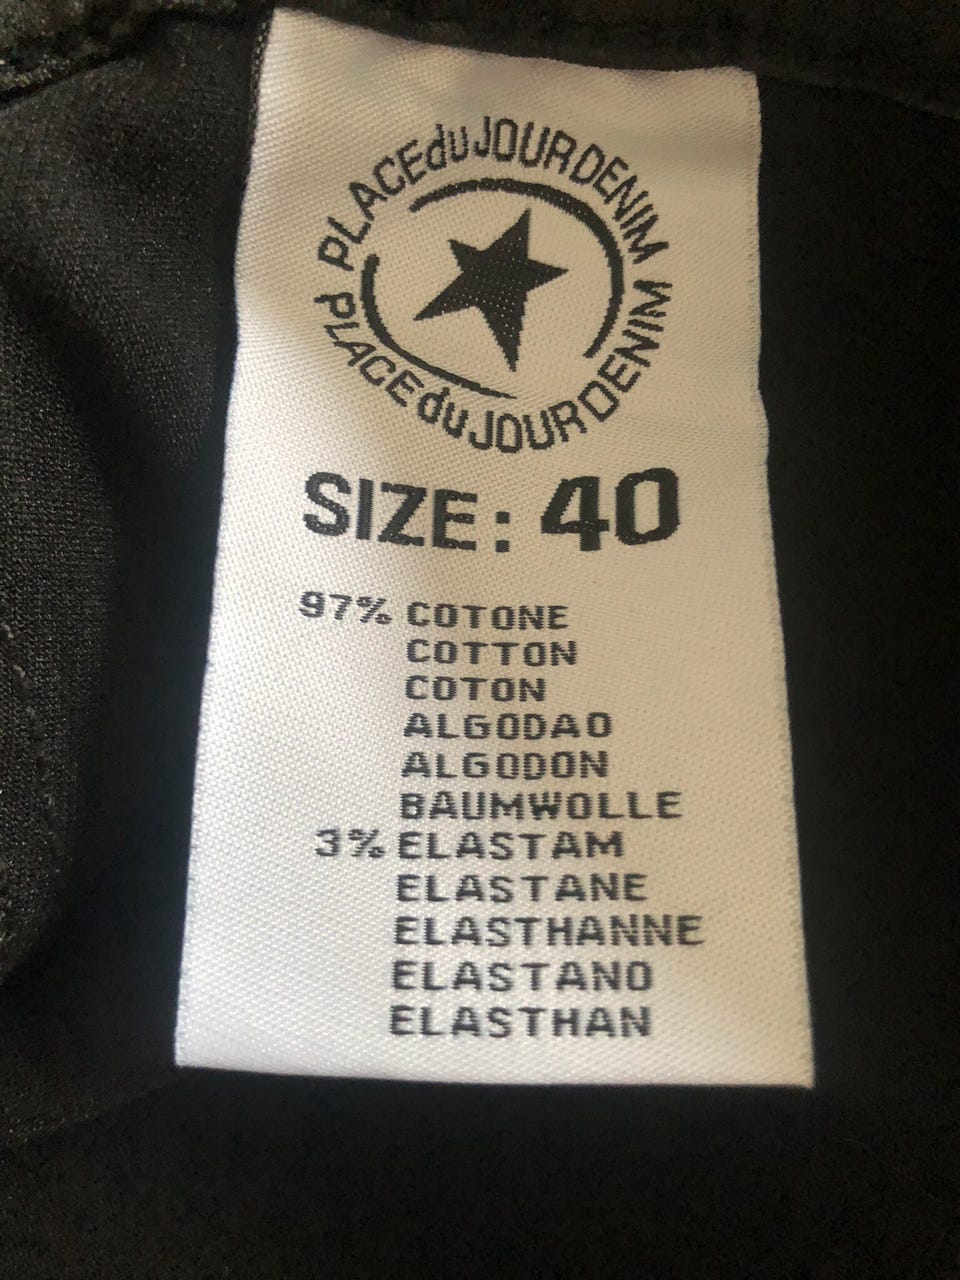 PLACEduJOURDENIM
PLACEduJOURDENIM
SIZE: 40
97% COTONE
COTTON
COTON
ALGODAO
ALGODON
BAUMWOLLE
3% ELASTAM
ELASTANE
ELASTHANNE
ELASTANO
ELASTHAN